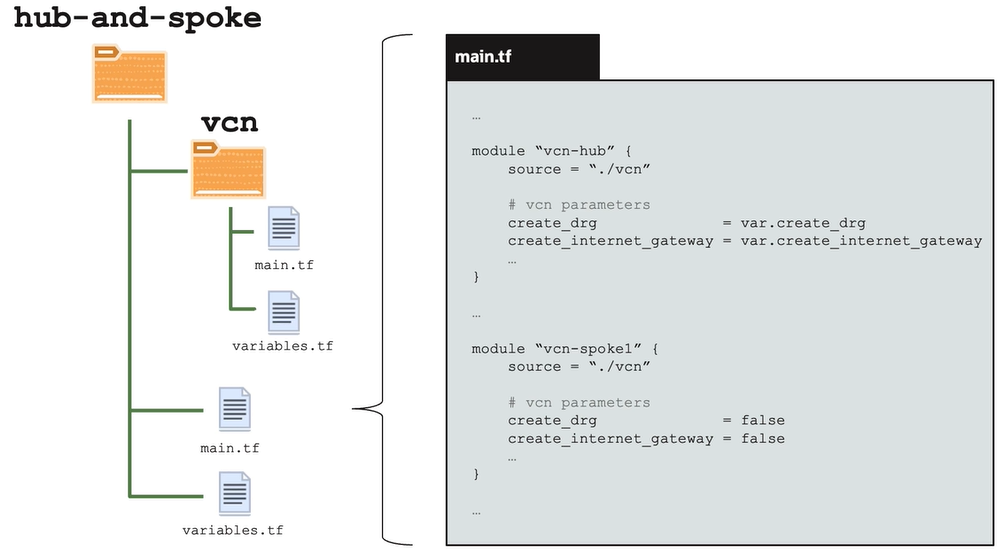 hub-and-spoke
vcn
main.tf
variables.tf
main.tf
variables.tf
main.tf
…
module “vcn-hub” {
source = “./vcn”
# vcn parameters
create_drg = var.create_drg
create_internet_gateway = var.create_internet_gateway
…
}
…
module “vcn-spoke1” {
source = “./vcn”
# vcn parameters
create_drg = false
create_internet_gateway = false
…
}
…